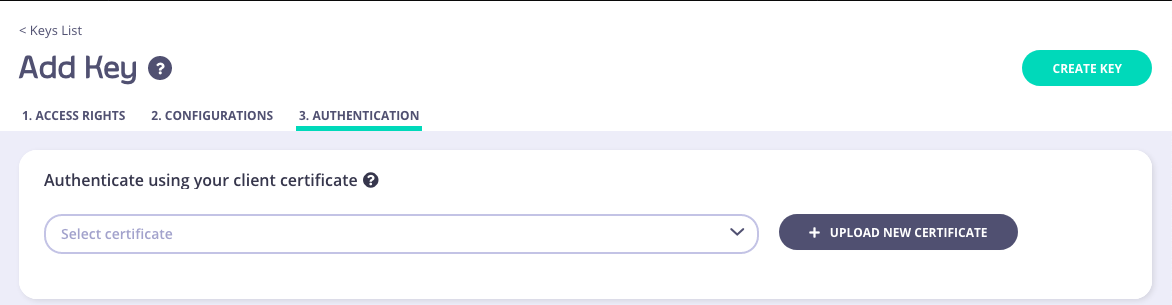 < Keys List
Add Key ?
CREATE KEY
1. ACCESS RIGHTS 2. CONFIGURATIONS 3. AUTHENTICATION
Authenticate using your client certificate ?
Select certificate
+ UPLOAD NEW CERTIFICATE